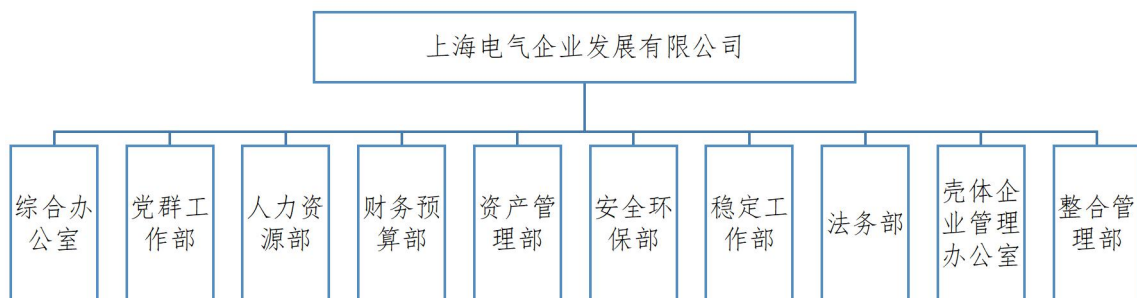 上海电气企业发展有限公司
综合办
公室
党群工
作部
人力资
源部
财务预
算部
资产管
理部
安全环
保部
稳定工
作部
法务部
壳体企
业管理
办公室
整合管
理部